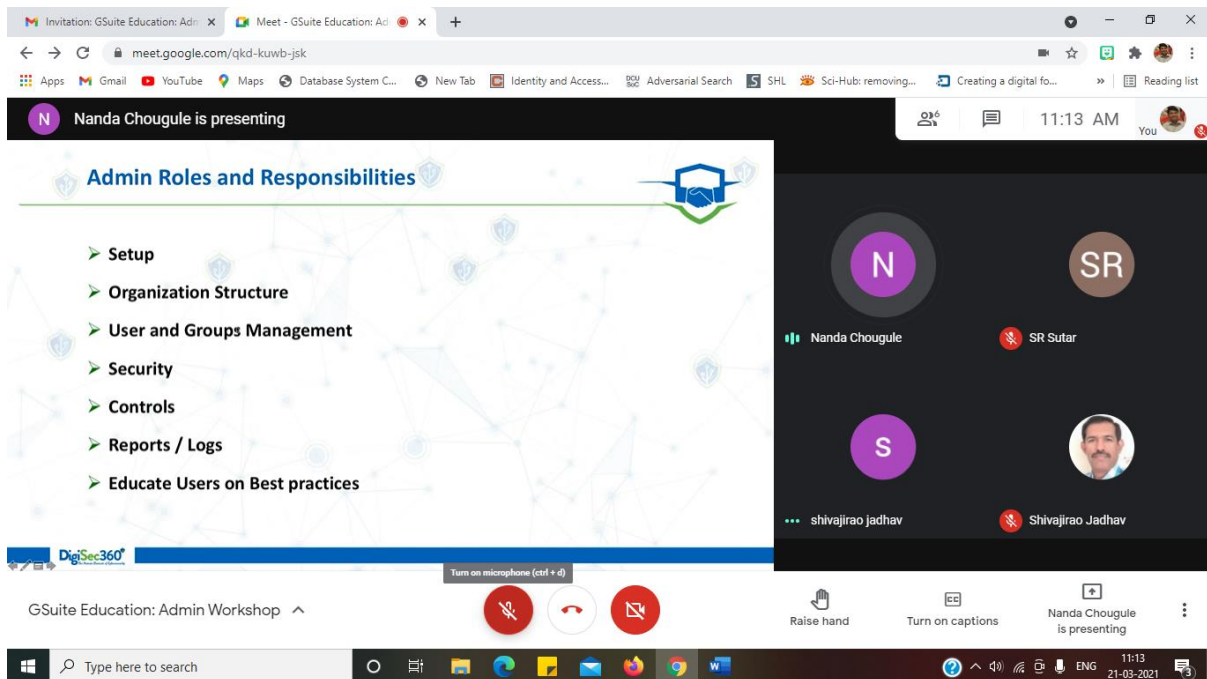 Invitation: GSuite Education: Adm
Meet - GSuite Education: Ad
meet.google.com/qkd-kuwb-jsk
Apps Gmail YouTube Maps Database System C... New Tab Identity and Access... Adversarial Search SHL Sci-Hub: removing... Creating a digital fo... » Reading list
N Nanda Chougule is presenting
6 11:13 AM You
Admin Roles and Responsibilities
Setup
Organization Structure
User and Groups Management
Security
Controls
Reports / Logs
Educate Users on Best practices
DigiSec360°
N
Nanda Chougule
SR
SR Sutar
S
shivajirao jadhav
Shivajirao Jadhav
Turn on microphone (ctrl + d)
GSuite Education: Admin Workshop
Raise hand
CC
Turn on captions
Nanda Chougule
is presenting
Type here to search
W
ENG
11:13
21-03-2021
3